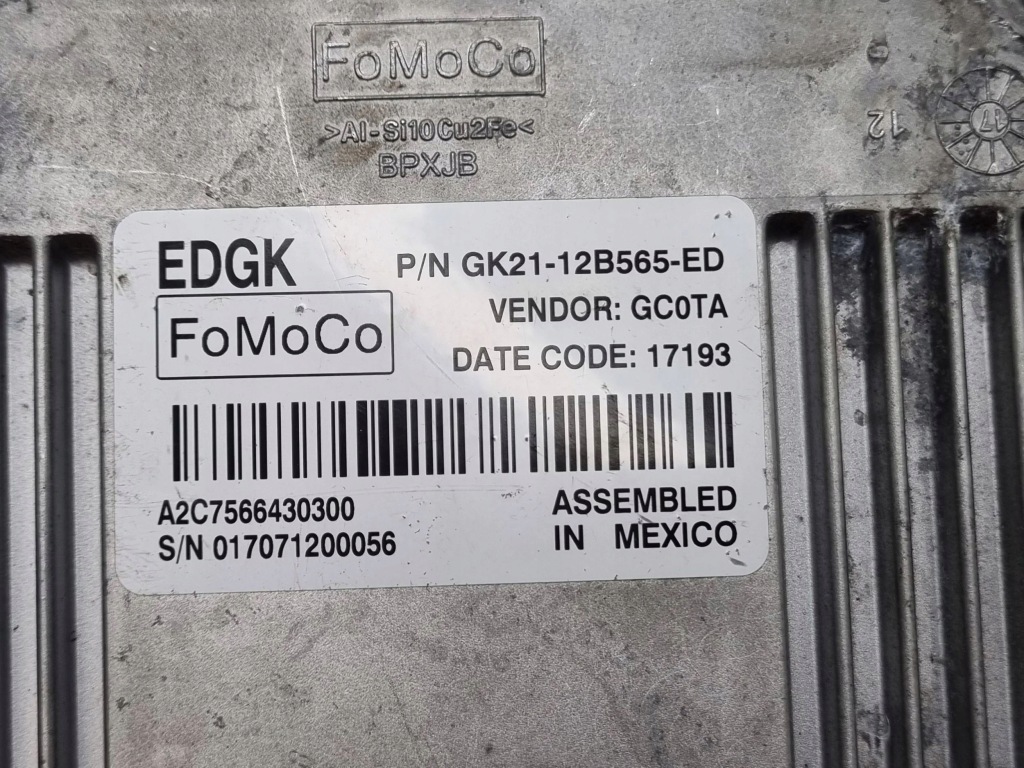 FoMoCo
>Al-Si10Cu2Fe<
BPXJB
12
17
EDGK
P/N GK21-12B565-ED
FoMoCo
VENDOR: GC0TA
DATE CODE: 17193
A2C7566430300
S/N 017071200056
ASSEMBLED
IN MEXICO